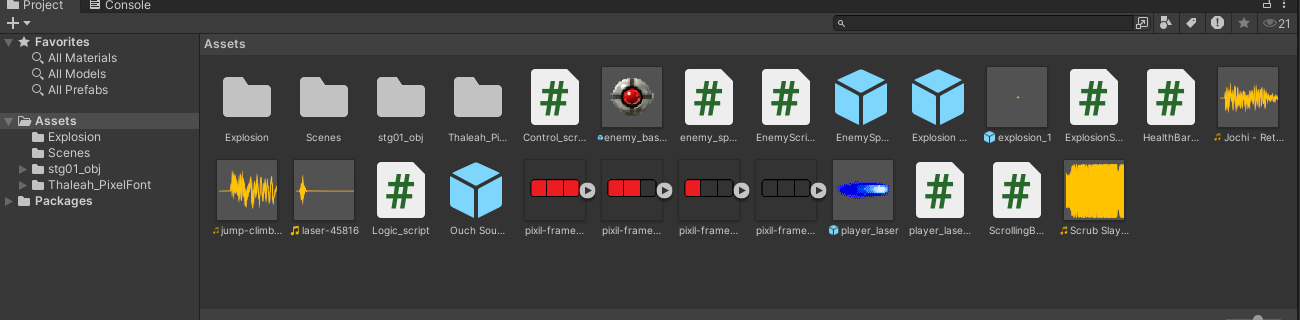 Project
Console
21
Favorites
All Materials
All Models
All Prefabs
Assets
Explosion
Scenes
stg01_obj
Thaleah_PixelFont
Packages
Assets
Explosion
Scenes
stg01_obj
Thaleah_Pi...
Control_scr...
enemy_bas...
enemy_sp...
EnemyScri...
EnemySp...
Explosion ...
explosion_1
ExplosionS...
HealthBar...
Jochi - Ret...
jump-climb...
laser-45816
Logic_script
Ouch Sou...
pixil-frame...
pixil-frame...
pixil-frame...
pixil-frame...
player_laser
player_lase...
ScrollingB...
Scrub Slay...